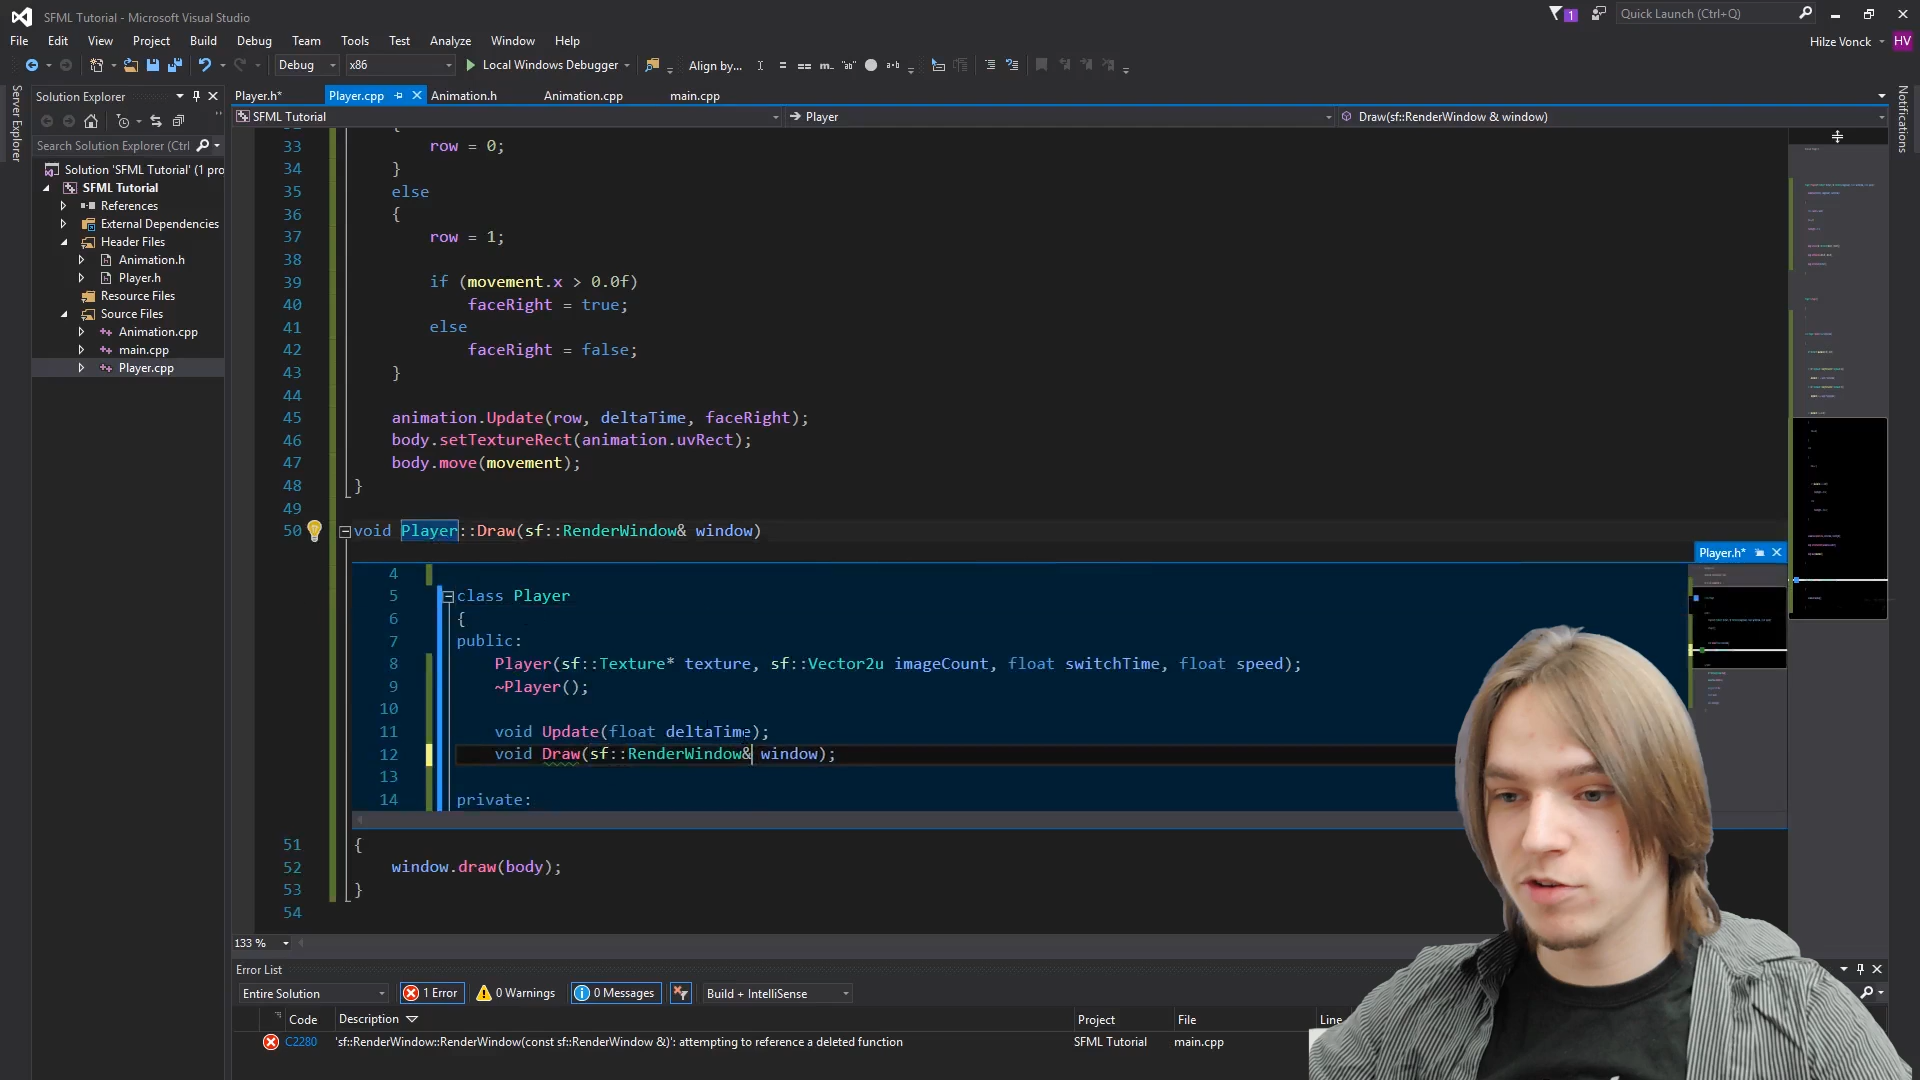 SFML Tutorial - Microsoft Visual Studio
1
Quick Launch (Ctrl+Q)
File Edit View Project Build Debug Team Tools Test Analyze Window Help
Hilze Vonck HV
Debug x86 Local Windows Debugger Align by...
Server Explorer
Notifications
Solution Explorer
Player.h* Player.cpp Animation.h Animation.cpp main.cpp
SFML Tutorial Player Draw(sf::RenderWindow & window)
Search Solution Explorer (Ctrl
Solution 'SFML Tutorial' (1 pro
SFML Tutorial
References
External Dependencies
Header Files
Animation.h
Player.h
Resource Files
Source Files
Animation.cpp
main.cpp
Player.cpp
{
33 row = 0;
34 }
35 else
36 {
37 row = 1;
38
39 if (movement.x > 0.0f)
40 faceRight = true;
41 else
42 faceRight = false;
43 }
44
45 animation.Update(row, deltaTime, faceRight);
46 body.setTextureRect(animation.uvRect);
47 body.move(movement);
48 }
49
50 void Player::Draw(sf::RenderWindow& window)
Player.h*
4
5 class Player
6 {
7 public:
8 Player(sf::Texture* texture, sf::Vector2u imageCount, float switchTime, float speed);
9 ~Player();
10
11 void Update(float deltaTime);
12 void Draw(sf::RenderWindow& window);
13
14 private:
51 {
52 window.draw(body);
53 }
54
133 %
Error List
Entire Solution 1 Error 0 Warnings 0 Messages Build + IntelliSense
Code Description Project File Line
C2280 'sf::RenderWindow::RenderWindow(const sf::RenderWindow &)': attempting to reference a deleted function SFML Tutorial main.cpp